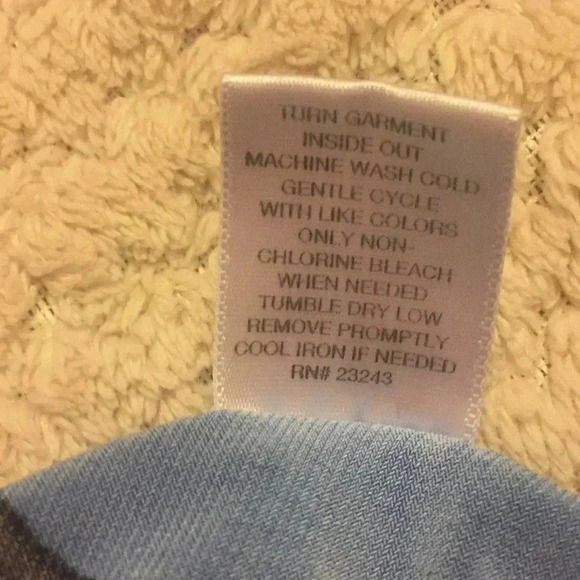 TURN GARMENT
INSIDE OUT
MACHINE WASH COLD
GENTLE CYCLE
WITH LIKE COLORS
ONLY NON-
CHLORINE BLEACH
WHEN NEEDED
TUMBLE DRY LOW
REMOVE PROMPTLY
COOL IRON IF NEEDED
RN# 23243